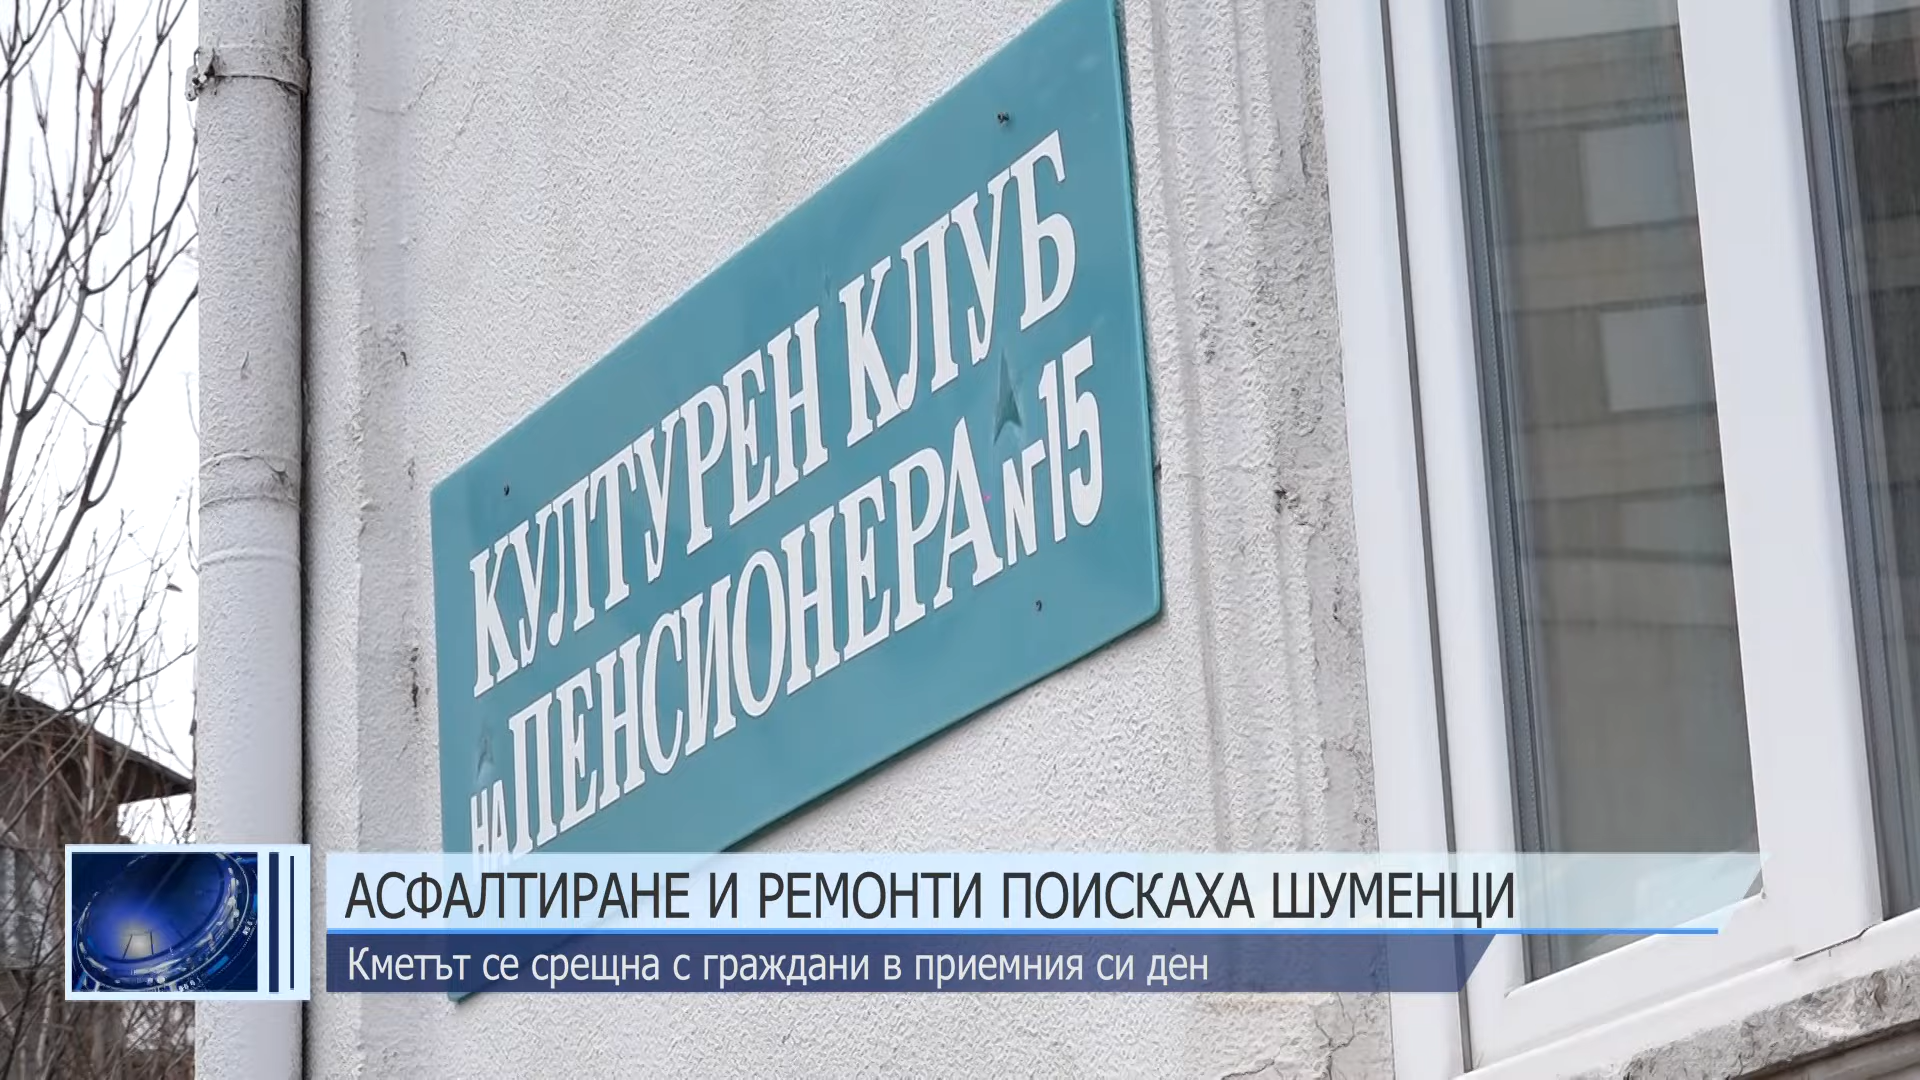 КУЛТУРЕН КЛУБ
НА ПЕНСИОНЕРА №15
АСФАЛТИРАНЕ И РЕМОНТИ ПОИСКАХА ШУМЕНЦИ
Кметът се срещна с граждани в приемния си ден